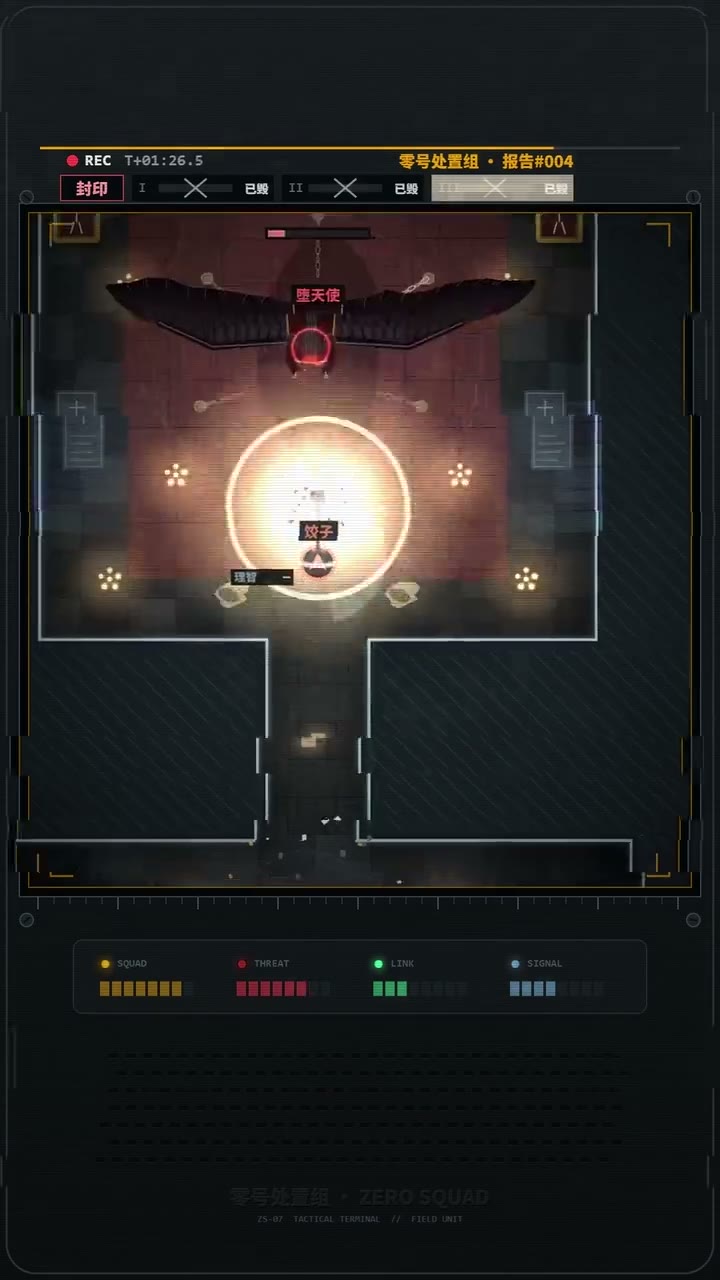 REC T+01:26.5 零号处置组 · 报告#004
封印 I 已毁 II 已毁 III 已毁
堕天使
饺子
理智
SQUAD THREAT LINK SIGNAL
零号处置组 · ZERO SQUAD
ZS-07 TACTICAL TERMINAL // FIELD UNIT